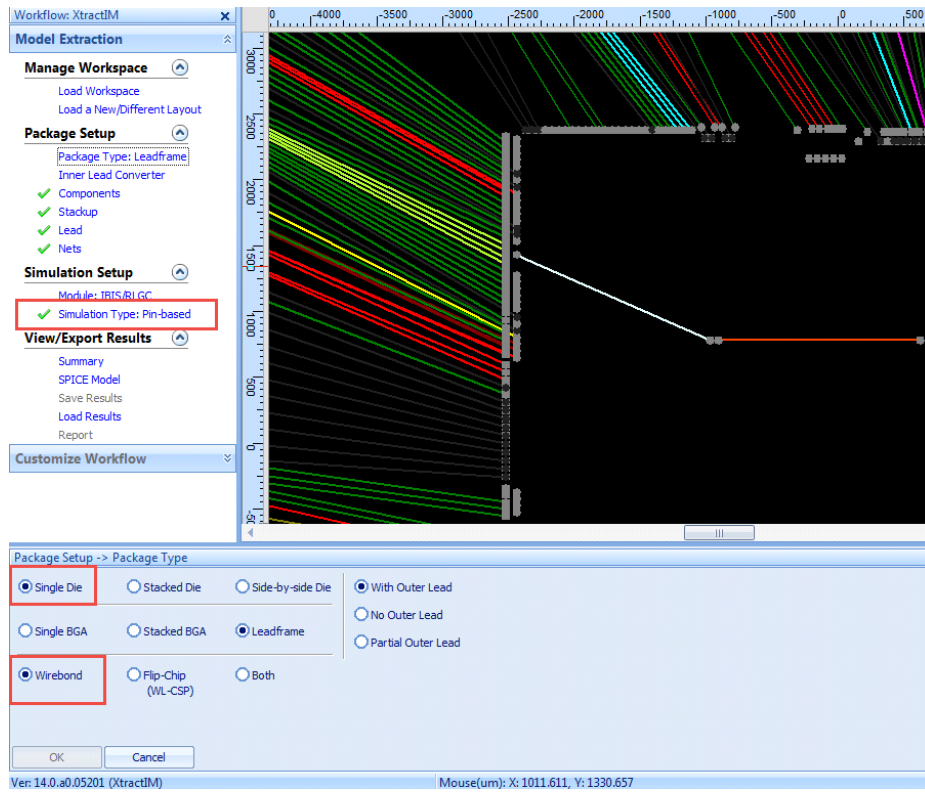 Workflow: XtractIM x
Model Extraction
Manage Workspace
Load Workspace
Load a New/Different Layout
Package Setup
Package Type: Leadframe
Inner Lead Converter
Components
Stackup
Lead
Nets
Simulation Setup
Module: IBIS/RLGC
Simulation Type: Pin-based
View/Export Results
Summary
SPICE Model
Save Results
Load Results
Report
Customize Workflow
0 -4000 -3500 -3000 -2500 -2000 -1500 -1000 -500 0 500
3000
2500
2000
1500
1000
500
0
-50
Package Setup -> Package Type
Single Die Stacked Die Side-by-side Die With Outer Lead
No Outer Lead
Single BGA Stacked BGA Leadframe
Partial Outer Lead
Wirebond Flip-Chip Both
(WL-CSP)
OK Cancel
Ver: 14.0.a0.05201 (XtractIM) Mouse(um): X: 1011.611, Y: 1330.657